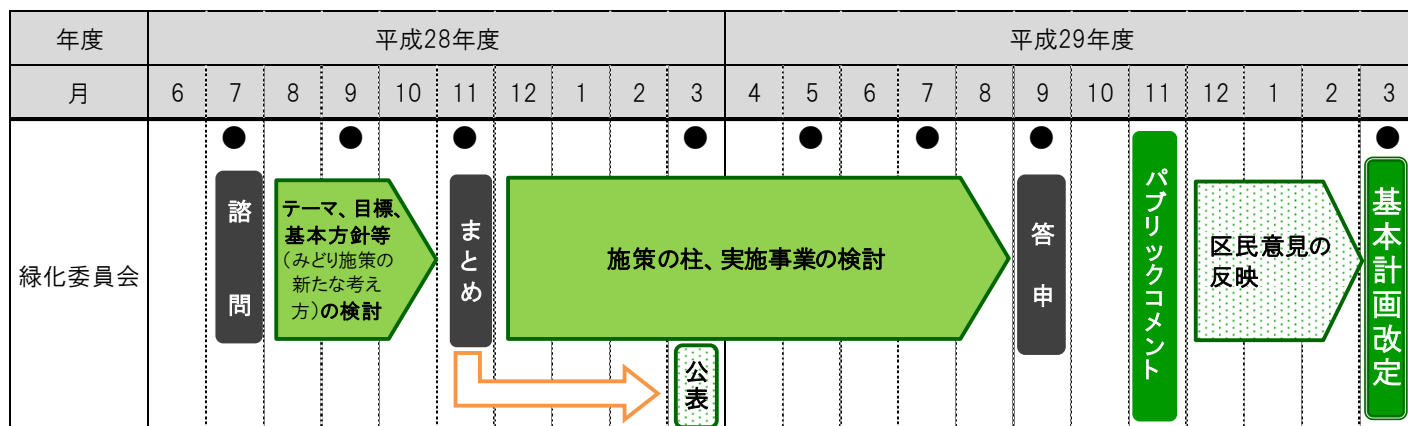 年度
平成28年度
平成29年度
月
6 7 8 9 10 11 12 1 2 3 4 5 6 7 8 9 10 11 12 1 2 3
緑化委員会
● ● ● ● ● ● ● ●
諮問
テーマ、目標、
基本方針等
（みどり施策の
新たな考え
方）の検討
まとめ
施策の柱、実施事業の検討
公表
答申
パブリックコメント
区民意見の
反映
基本計画改定